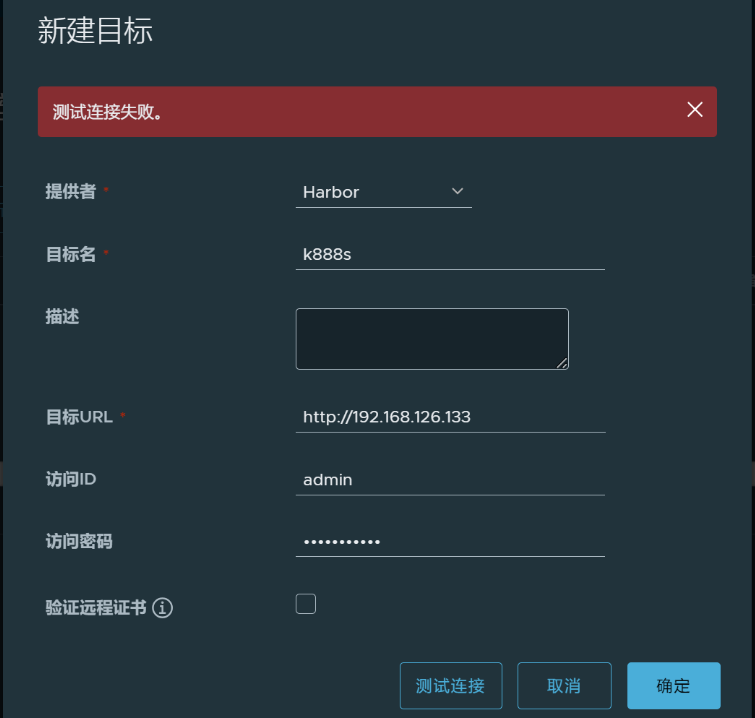 新建目标
测试连接失败。
提供者 * Harbor
目标名 * k888s
描述
目标URL * http://192.168.126.133
访问ID admin
访问密码 •••••••••••
验证远程证书
测试连接 取消 确定